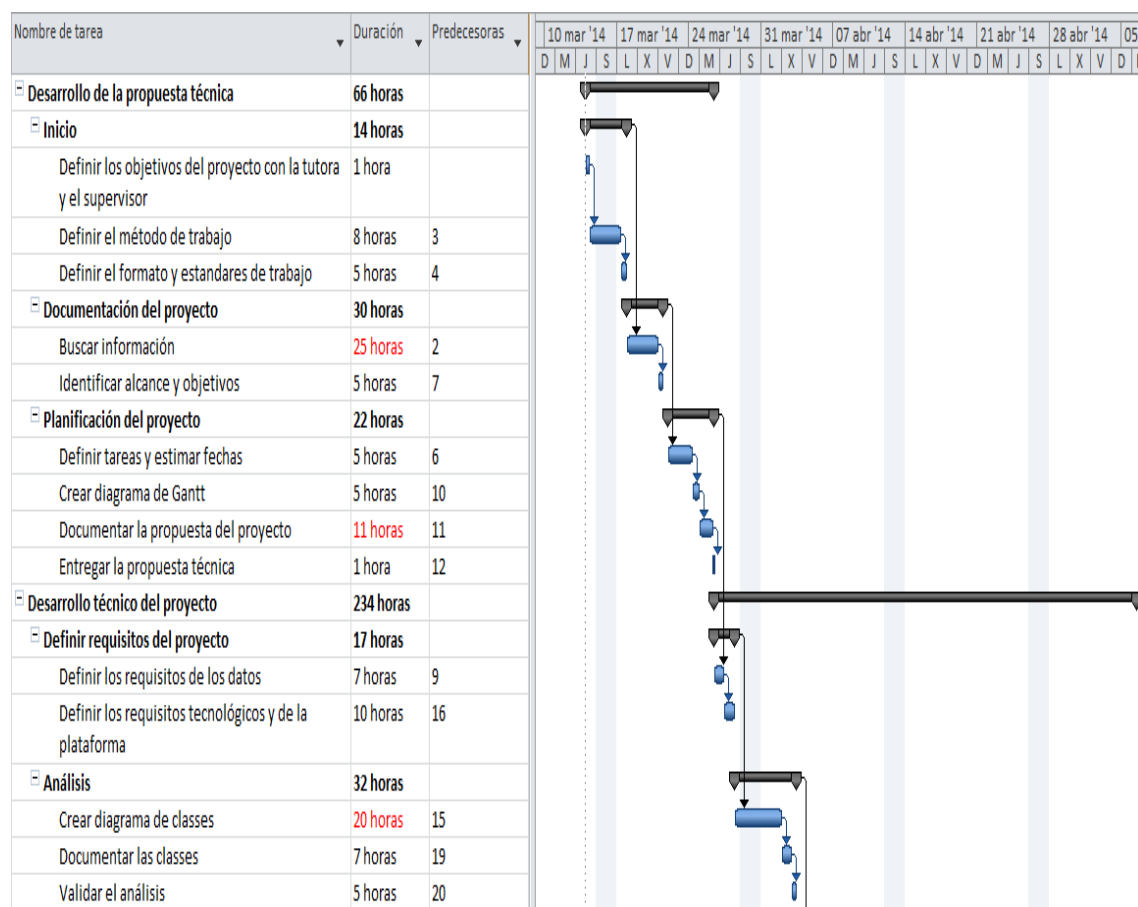 Nombre de tarea Duración Predecesoras 10 mar '14 17 mar '14 24 mar '14 31 mar '14 07 abr '14 14 abr '14 21 abr '14 28 abr '14 05
D M J S L X V D M J S L X V D M J S L X V D M J S L X V D
Desarrollo de la propuesta técnica 66 horas
Inicio 14 horas
Definir los objetivos del proyecto con la tutora 1 hora
y el supervisor
Definir el método de trabajo 8 horas 3
Definir el formato y estandares de trabajo 5 horas 4
Documentación del proyecto 30 horas
Buscar información 25 horas 2
Identificar alcance y objetivos 5 horas 7
Planificación del proyecto 22 horas
Definir tareas y estimar fechas 5 horas 6
Crear diagrama de Gantt 5 horas 10
Documentar la propuesta del proyecto 11 horas 11
Entregar la propuesta técnica 1 hora 12
Desarrollo técnico del proyecto 234 horas
Definir requisitos del proyecto 17 horas
Definir los requisitos de los datos 7 horas 9
Definir los requisitos tecnológicos y de la 10 horas 16
plataforma
Análisis 32 horas
Crear diagrama de classes 20 horas 15
Documentar las classes 7 horas 19
Validar el análisis 5 horas 20